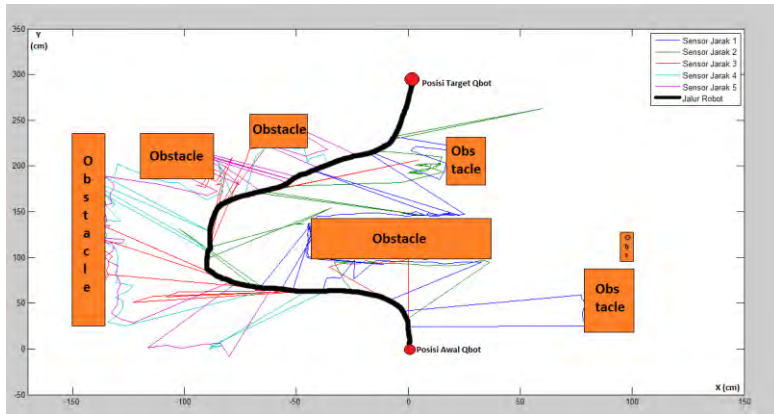 350
Y
(cm)
Sensor Jarak 1
Sensor Jarak 2
Sensor Jarak 3
Sensor Jarak 4
Sensor Jarak 5
Jalur Robot
300
Posisi Target Qbot
250
Obstacle
Obstacle
Obs
tacle
Obstacle
200
150
Obstacle
Obs
100
Obs
tacle
50
0
Posisi Awal Qbot
-50
-150
-100
-50
0
50
100
150
X (cm)